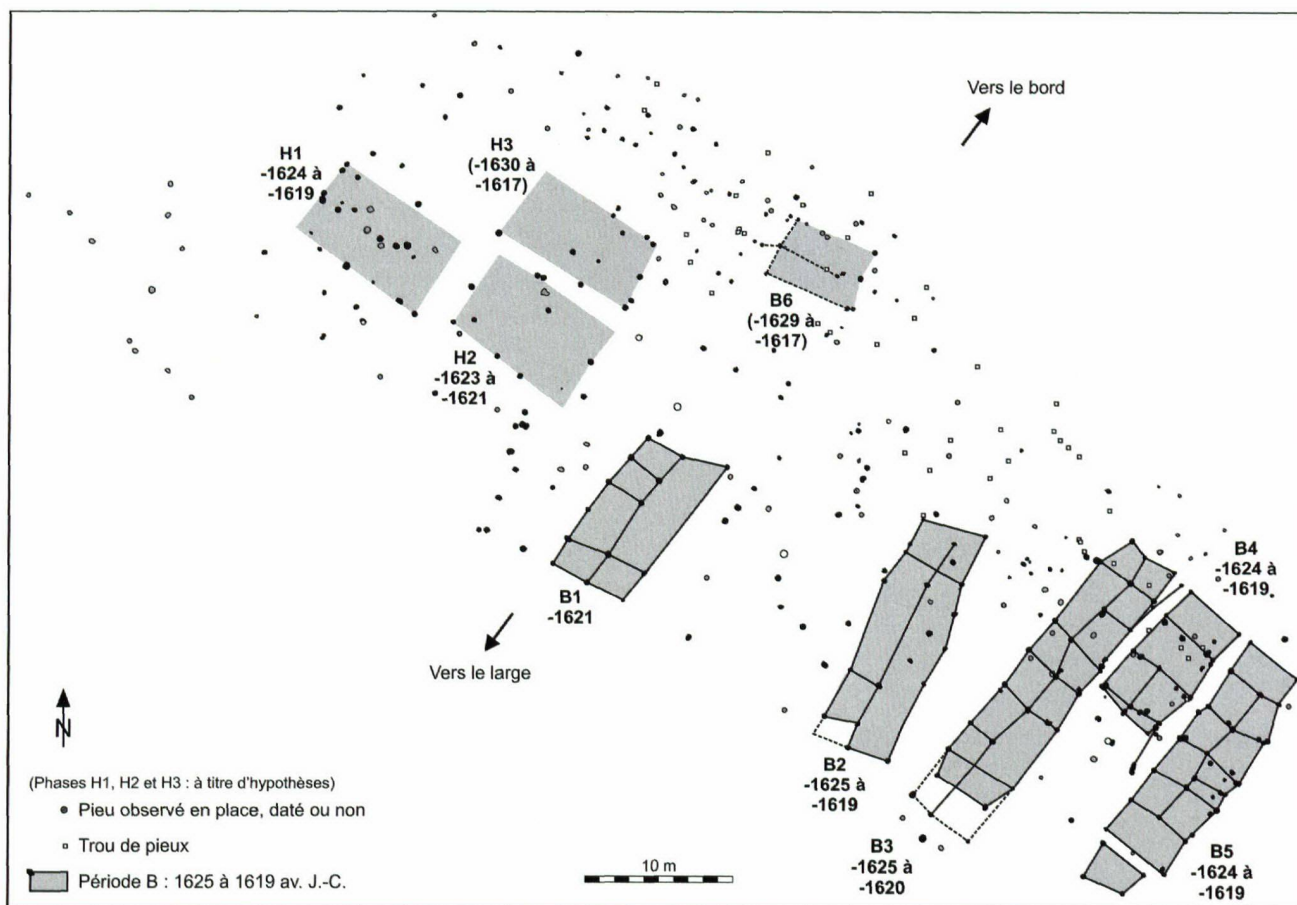 Vers le bord
H1
-1624 à
-1619
H3
(-1630 à
-1617)
B6
(-1629 à
-1617)
H2
-1623 à
-1621
B1
-1621
Vers le large
B4
-1624 à
-1619
B2
-1625 à
-1619
B3
-1625 à
-1620
B5
-1624 à
-1619
N
(Phases H1, H2 et H3 : à titre d'hypothèses)
Pieu observé en place, daté ou non
Trou de pieux
Période B : 1625 à 1619 av. J.-C.
10 m